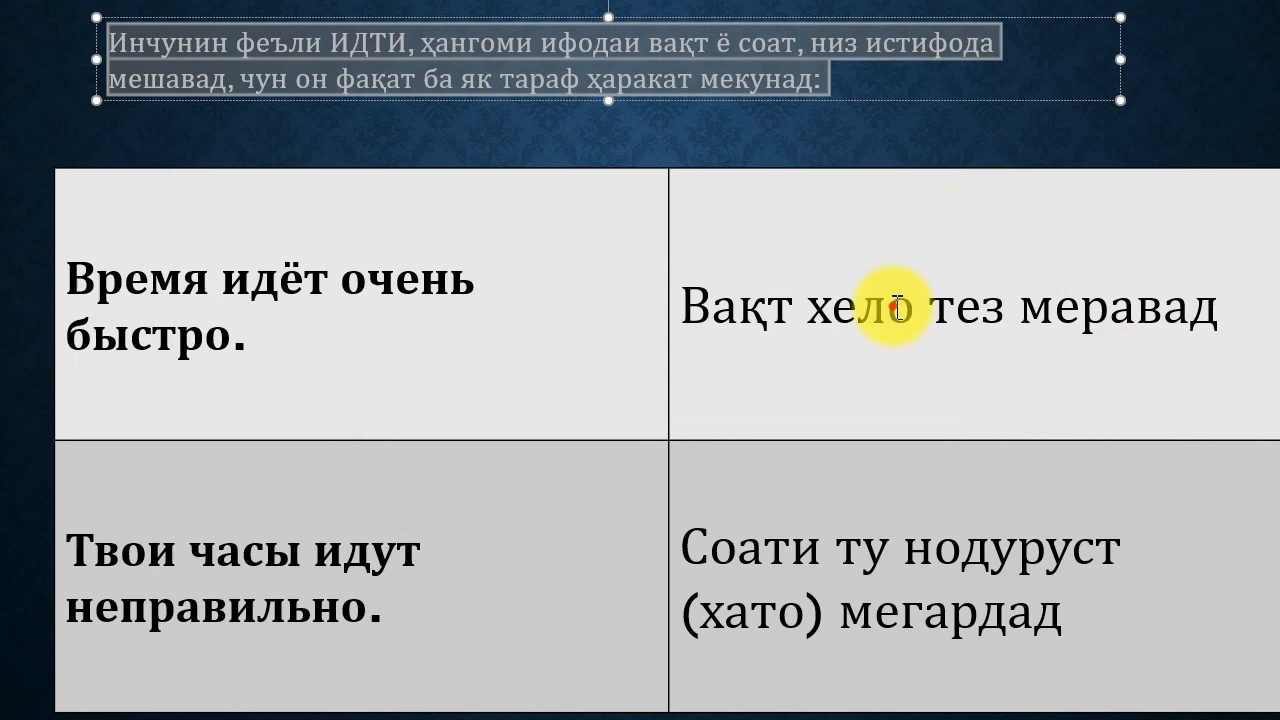 Инчунин феъли ИДТИ, ҳангоми ифодаи вақт ё соат, низ истифода
мешавад, чун он фақат ба як тараф ҳаракат мекунад:
Время идёт очень
быстро.
Вақт хело тез меравад
Твои часы идут
неправильно.
Соати ту нодуруст
(хато) мегардад